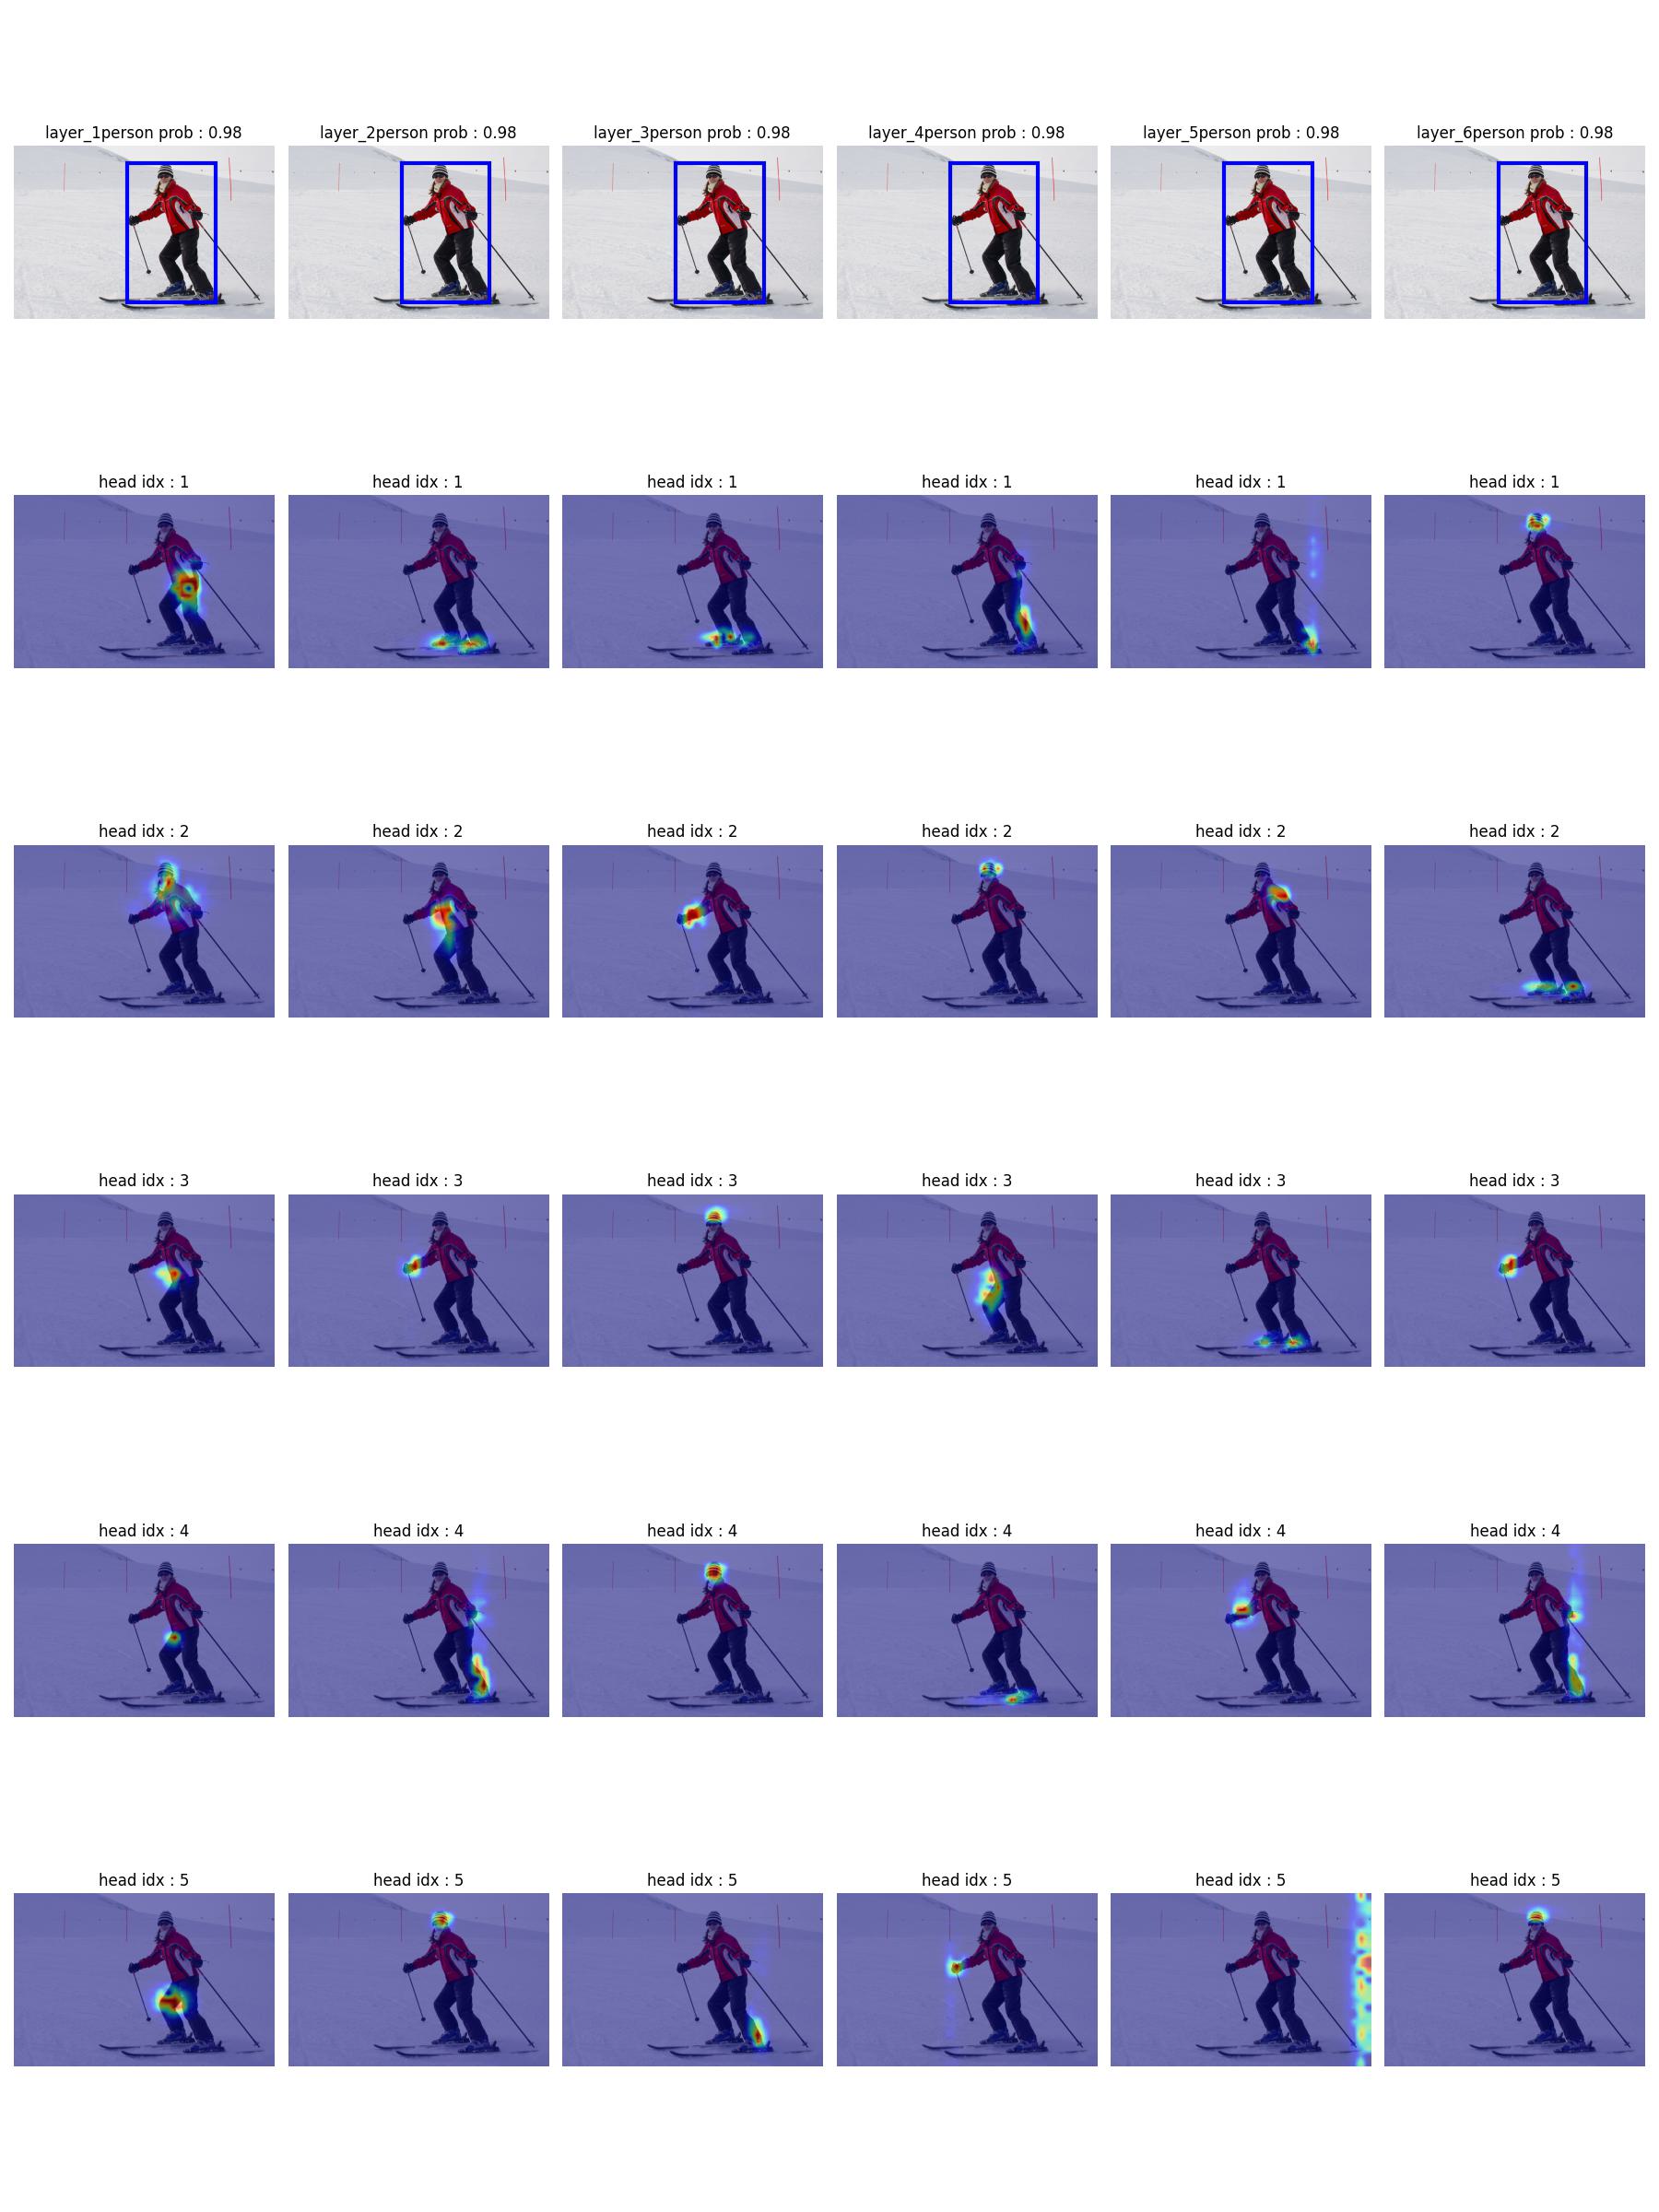 layer_1person prob : 0.98 layer_2person prob : 0.98 layer_3person prob : 0.98 layer_4person prob : 0.98 layer_5person prob : 0.98 layer_6person prob : 0.98
head idx : 1 head idx : 1 head idx : 1 head idx : 1 head idx : 1 head idx : 1
head idx : 2 head idx : 2 head idx : 2 head idx : 2 head idx : 2 head idx : 2
head idx : 3 head idx : 3 head idx : 3 head idx : 3 head idx : 3 head idx : 3
head idx : 4 head idx : 4 head idx : 4 head idx : 4 head idx : 4 head idx : 4
head idx : 5 head idx : 5 head idx : 5 head idx : 5 head idx : 5 head idx : 5